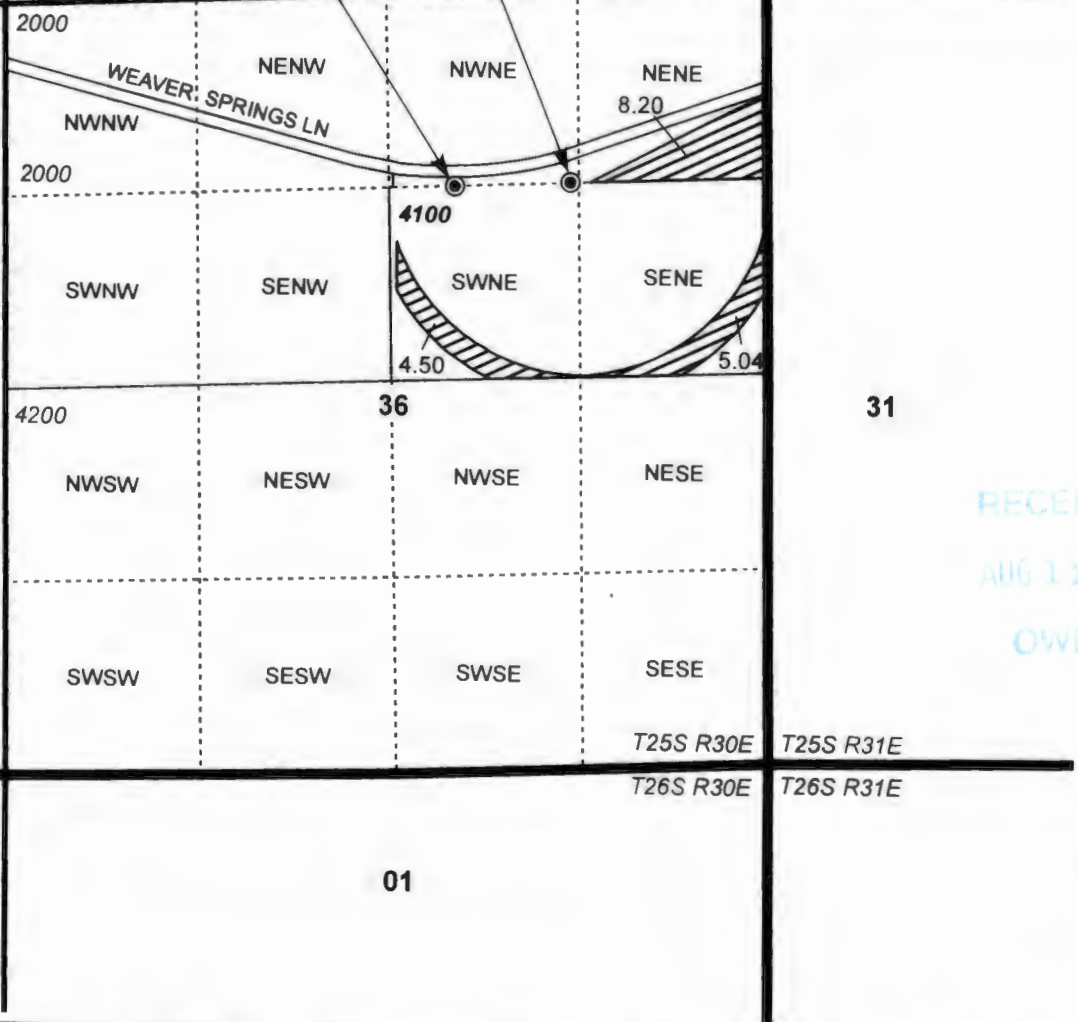 2000
NENW
NWNE
NENE
WEAVER SPRINGS LN
8.20
NWNW
2000
4100
SWNW
SENW
SWNE
SENE
4.50
5.04
4200
36
31
NWSW
NESW
NWSE
NESE
SWSW
SESW
SWSE
SESE
T25S R30E
T25S R31E
T26S R30E
T26S R31E
01
AUG